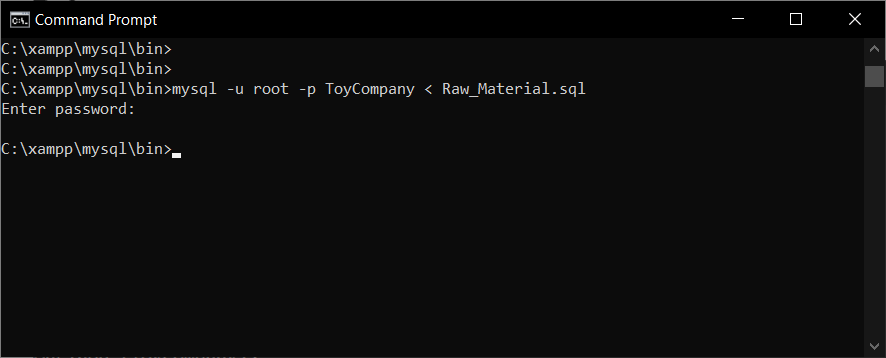 Command Prompt
C:\xampp\mysql\bin>
C:\xampp\mysql\bin>
C:\xampp\mysql\bin>mysql -u root -p ToyCompany < Raw_Material.sql
Enter password:
C:\xampp\mysql\bin>